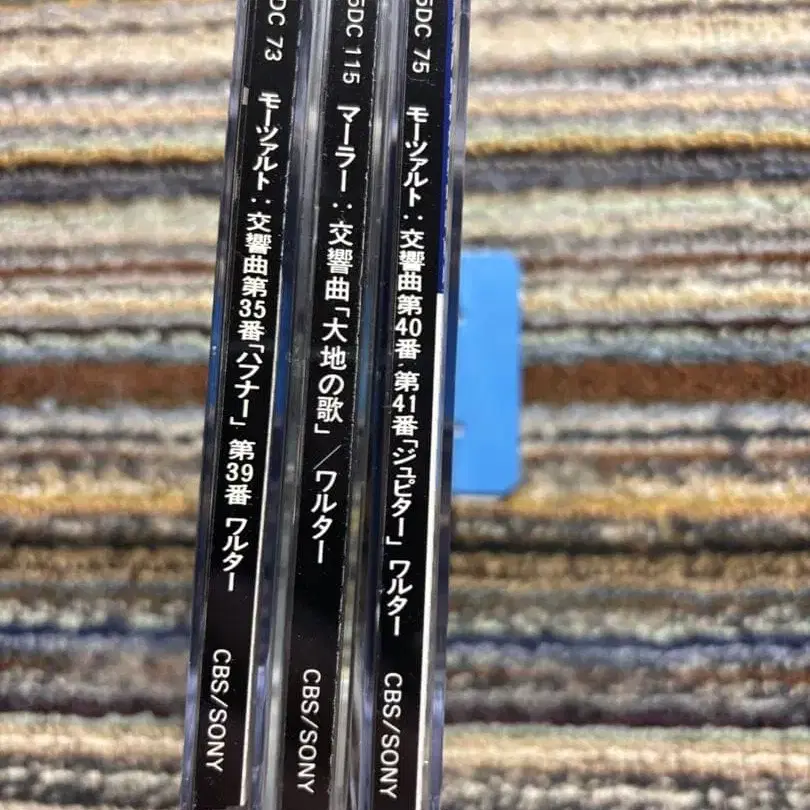 DC 73 モーツァルト:交響曲第35番「ハフナー」 第39番 ワルター CBS/SONY
5DC 115 マーラー:交響曲「大地の歌」/ワルター CBS/SONY
5DC 75 モーツァルト:交響曲第40番 第41番「ジュピター」 ワルター CBS/SONY